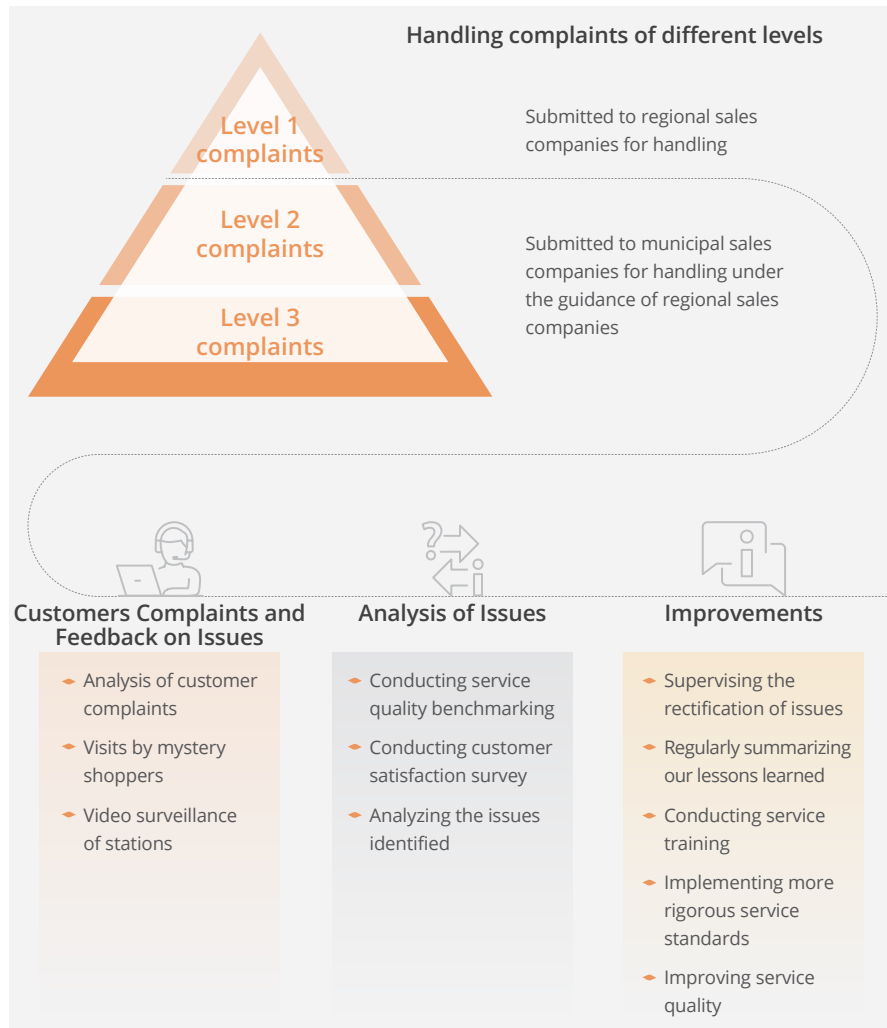 Handling complaints of different levels
Level 1
complaints
Submitted to regional sales
companies for handling
Level 2
complaints
Submitted to municipal sales
companies for handling under
the guidance of regional sales
companies
Level 3
complaints
Customers Complaints and
Feedback on Issues
Analysis of customer
complaints
Visits by mystery
shoppers
Video surveillance
of stations
Analysis of Issues
Conducting service
quality benchmarking
Conducting customer
satisfaction survey
Analyzing the issues
identified
Improvements
Supervising the
rectification of issues
Regularly summarizing
our lessons learned
Conducting service
training
Implementing more
rigorous service
standards
Improving service
quality